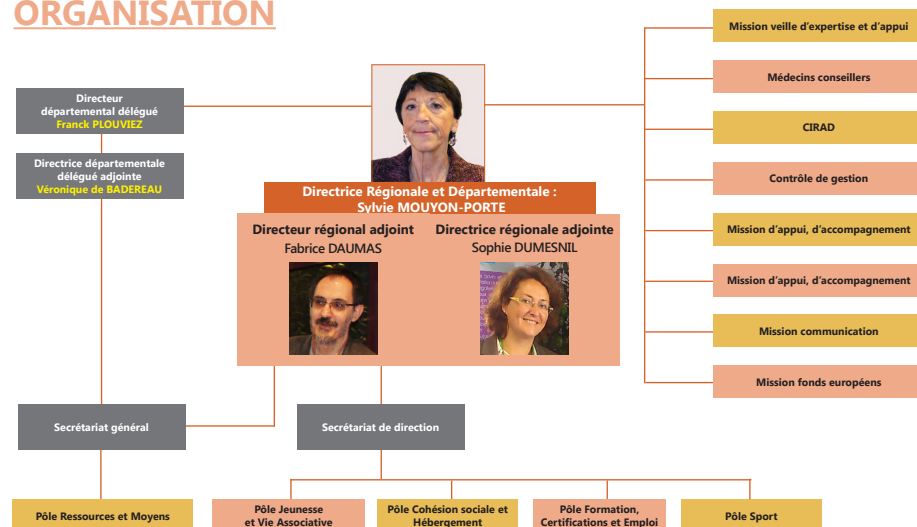 ORGANISATION
Mission veille d'expertise et d'appui
Médecins conseillers
CIRAD
Contrôle de gestion
Mission d'appui, d'accompagnement
Mission d'appui, d'accompagnement
Mission communication
Mission fonds européens
Directeur
départemental délégué
Franck PLOUVIEZ
Directrice départementale
délégué adjointe
Véronique de BADEREAU
Directrice Régionale et Départementale :
Sylvie MOUYON-PORTE
Directeur régional adjoint
Fabrice DAUMAS
Directrice régionale adjointe
Sophie DUMESNIL
Secrétariat général
Secrétariat de direction
Pôle Ressources et Moyens
Pôle Jeunesse
et Vie Associative
Pôle Cohésion sociale et
Hébergement
Pôle Formation,
Certifications et Emploi
Pôle Sport